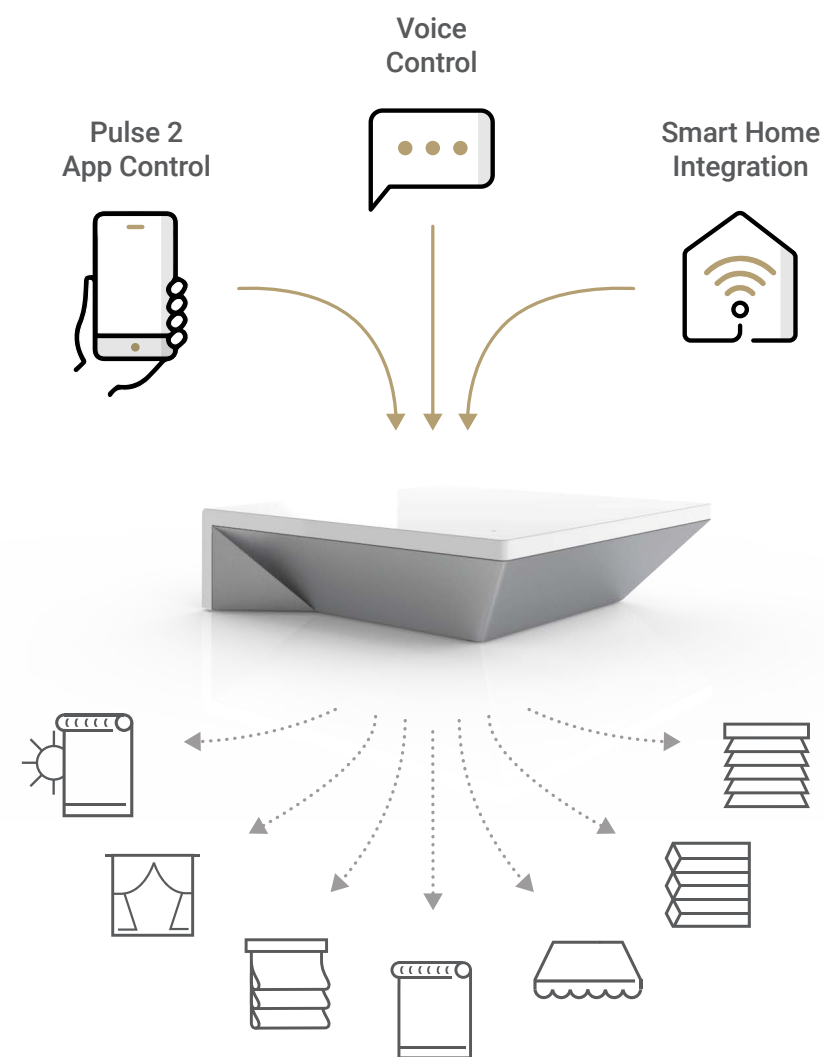 Voice
Control
Pulse 2
App Control
Smart Home
Integration